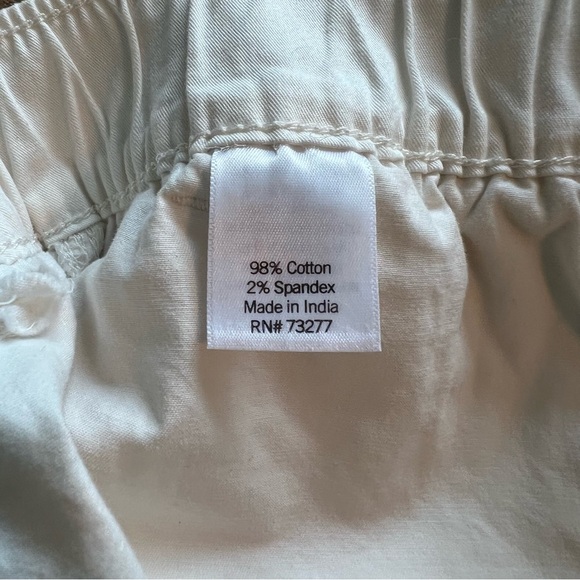 98% Cotton
2% Spandex
Made in India
RN# 73277